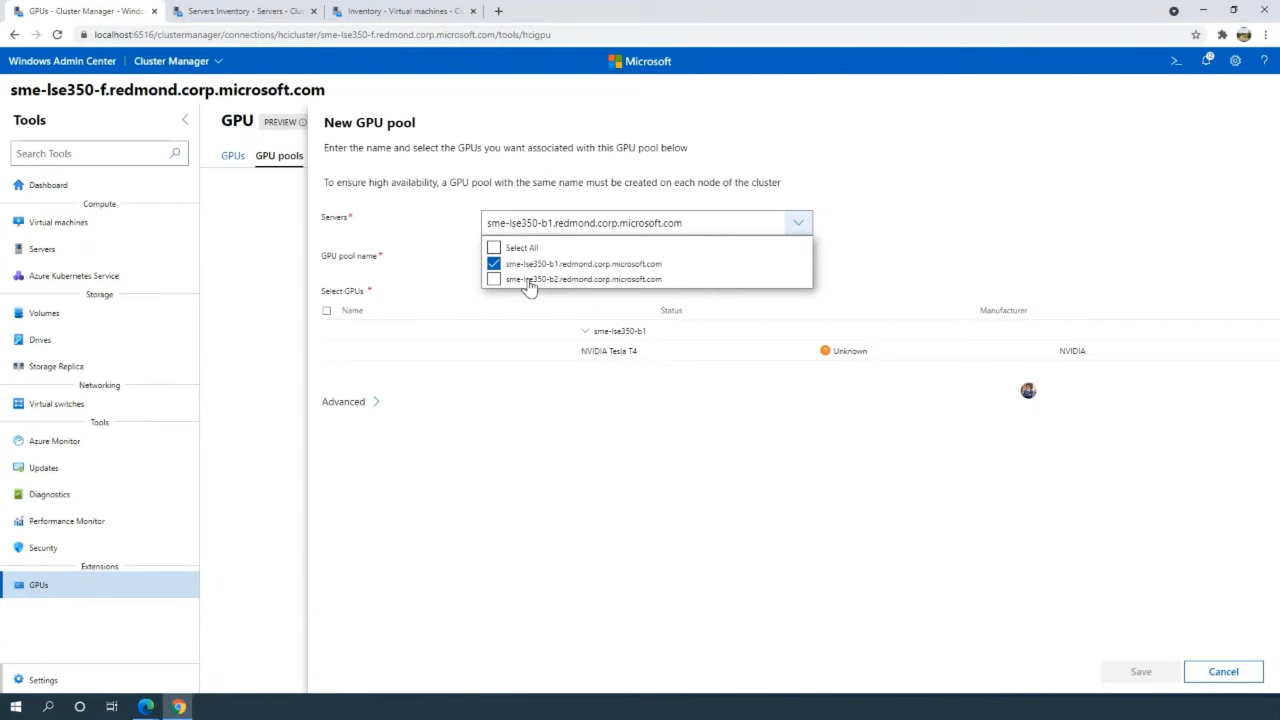 GPUs - Cluster Manager - Windo
Servers Inventory - Servers - Clu
Inventory - Virtual machines - Cl
localhost:6516/clustermanager/connections/hcicluster/sme-lse350-f.redmond.corp.microsoft.com/tools/hcigpu
Windows Admin Center
Cluster Manager
Microsoft
sme-lse350-f.redmond.corp.microsoft.com
Tools
Search Tools
Dashboard
Compute
Virtual machines
Servers
Azure Kubernetes Service
Storage
Volumes
Drives
Storage Replica
Networking
Virtual switches
Tools
Azure Monitor
Updates
Diagnostics
Performance Monitor
Security
Extensions
GPUs
Settings
GPU PREVIEW
GPUs GPU pools
New GPU pool
Enter the name and select the GPUs you want associated with this GPU pool below
To ensure high availability, a GPU pool with the same name must be created on each node of the cluster
Servers*
sme-lse350-b1.redmond.corp.microsoft.com
Select All
sme-lse350-b1.redmond.corp.microsoft.com
sme-lse350-b2.redmond.corp.microsoft.com
GPU pool name*
Select GPUs *
Name Status Manufacturer
sme-lse350-b1
NVIDIA Tesla T4 Unknown NVIDIA
Advanced
Save
Cancel